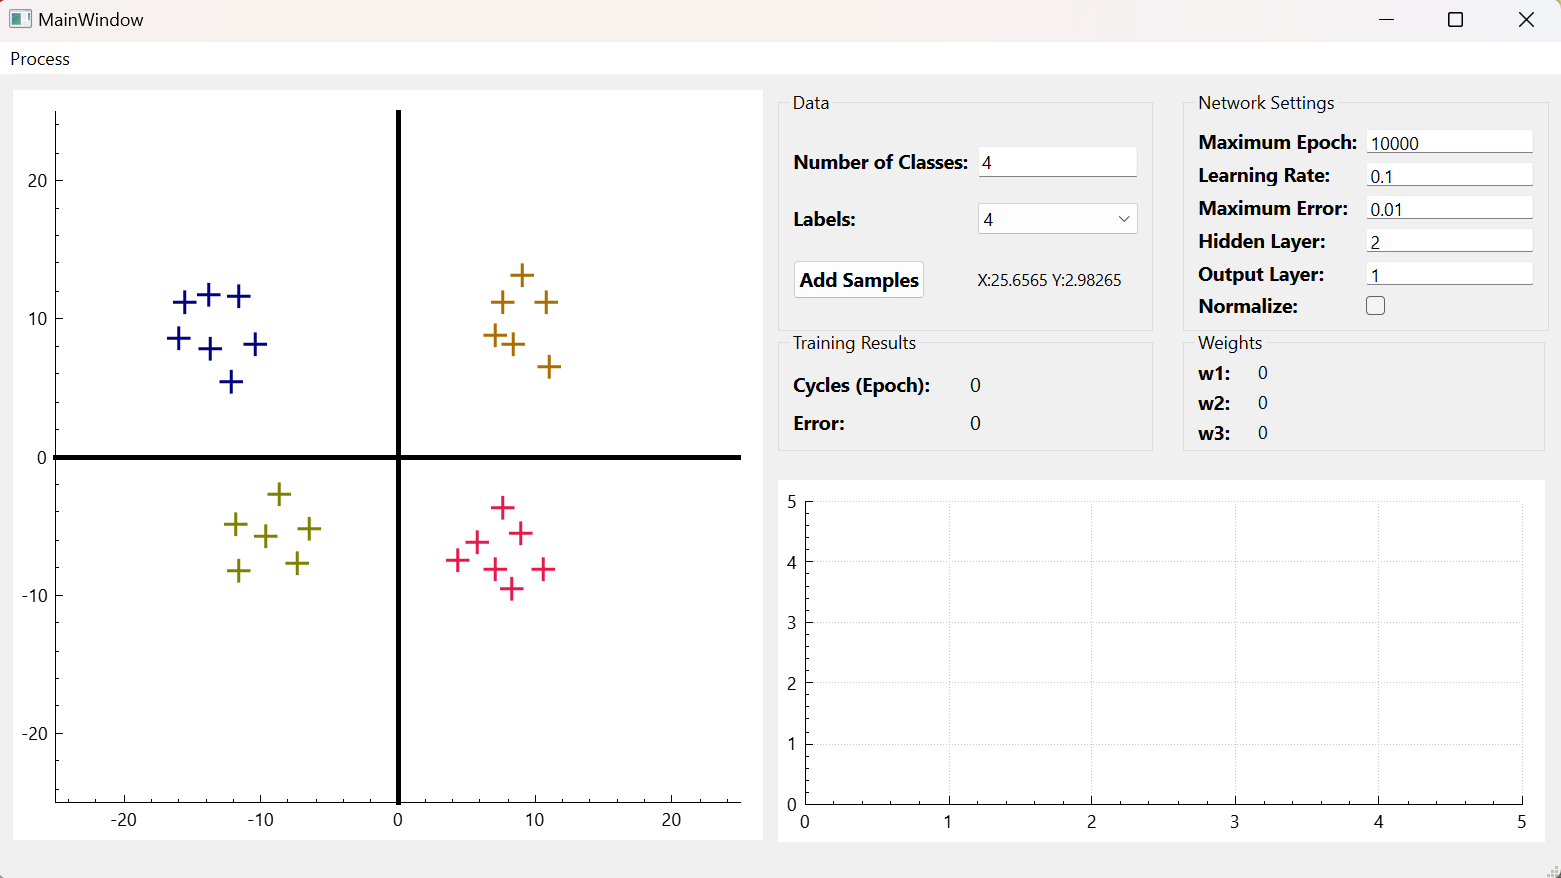 MainWindow
Process
20
10
0
-10
-20
-20
-10
0
10
20
Data
Number of Classes: 4
Labels: 4
Add Samples X:25.6565 Y:2.98265
Network Settings
Maximum Epoch: 10000
Learning Rate: 0.1
Maximum Error: 0.01
Hidden Layer: 2
Output Layer: 1
Normalize:
Training Results
Cycles (Epoch): 0
Error: 0
Weights
w1: 0
w2: 0
w3: 0
5
4
3
2
1
0
0
1
2
3
4
5